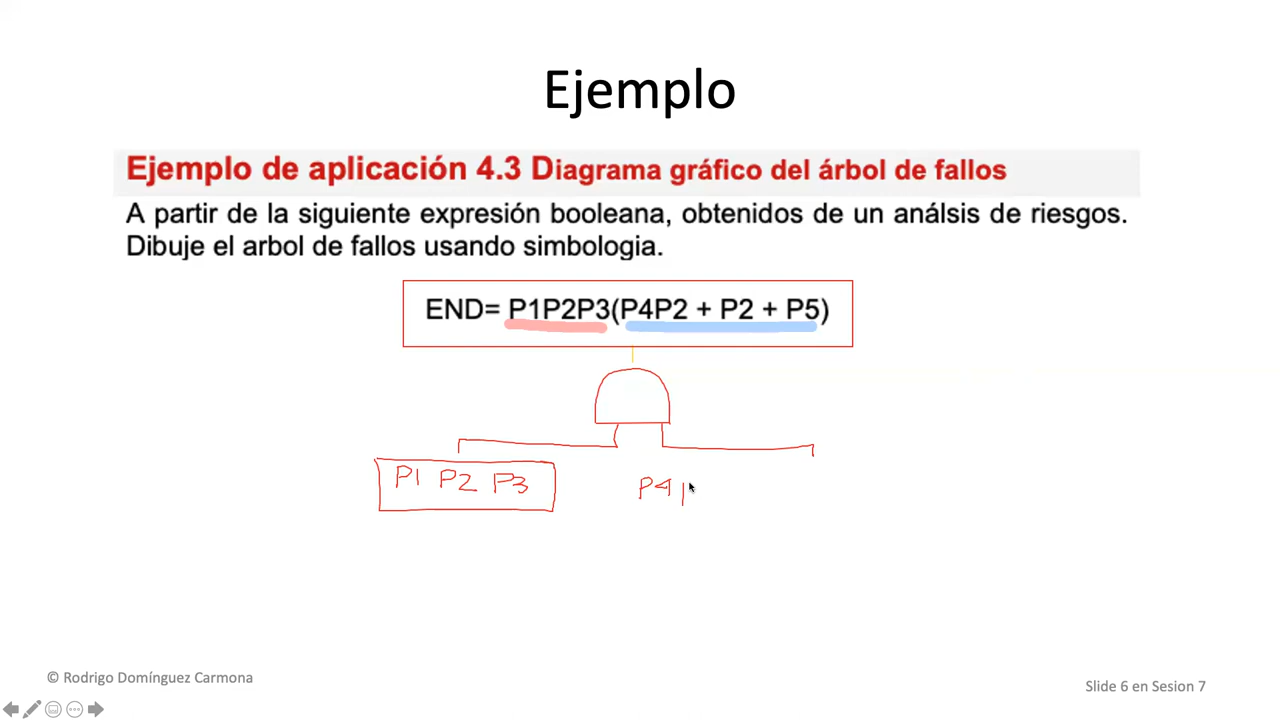 Ejemplo
Ejemplo de aplicación 4.3 Diagrama gráfico del árbol de fallos
A partir de la siguiente expresión booleana, obtenidos de un análsis de riesgos.
Dibuje el arbol de fallos usando simbologia.
END= P1P2P3(P4P2 + P2 + P5)
P1 P2 P3
P4
© Rodrigo Domínguez Carmona
Slide 6 en Sesion 7